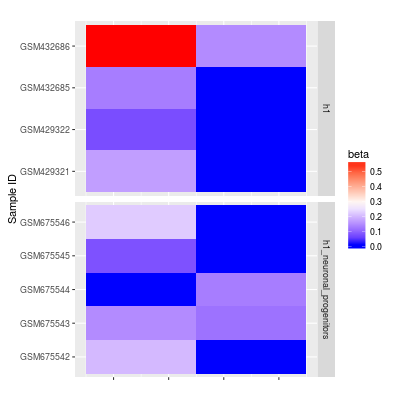 Sample ID
GSM432686
GSM432685
GSM429322
GSM429321
h1
GSM675546
GSM675545
GSM675544
GSM675543
GSM675542
h1_neuronal_progenitors
beta
0.5
0.4
0.3
0.2
0.1
0.0